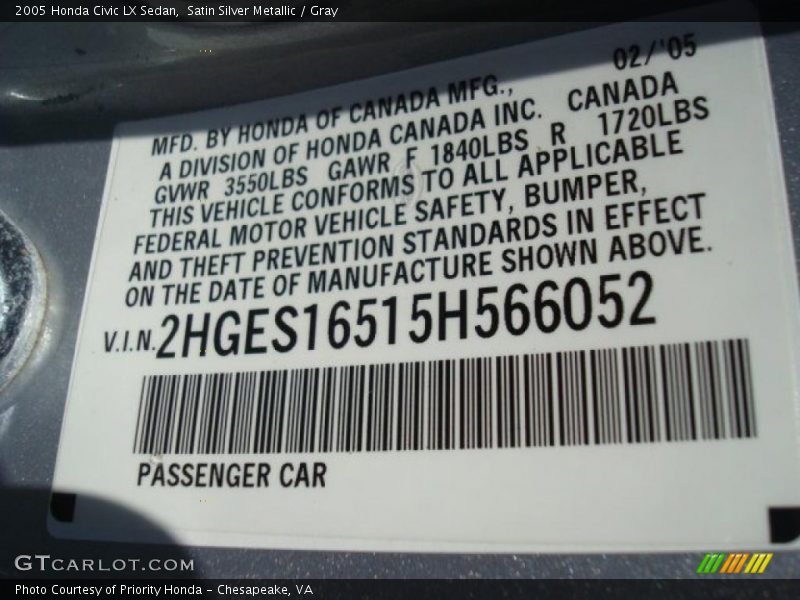 2005 Honda Civic LX Sedan,  Satin Silver Metallic / Gray
02/'05
MFD. BY HONDA OF CANADA MFG.,
A DIVISION OF HONDA CANADA INC. CANADA
GVWR 3550LBS GAWR F 1840LBS R 1720LBS
THIS VEHICLE CONFORMS TO ALL APPLICABLE
FEDERAL MOTOR VEHICLE SAFETY, BUMPER,
AND THEFT PREVENTION STANDARDS IN EFFECT
ON THE DATE OF MANUFACTURE SHOWN ABOVE.
V.I.N. 2HGES16515H566052
PASSENGER CAR
GTCARLOT.COM
Photo Courtesy of Priority Honda - Chesapeake, VA